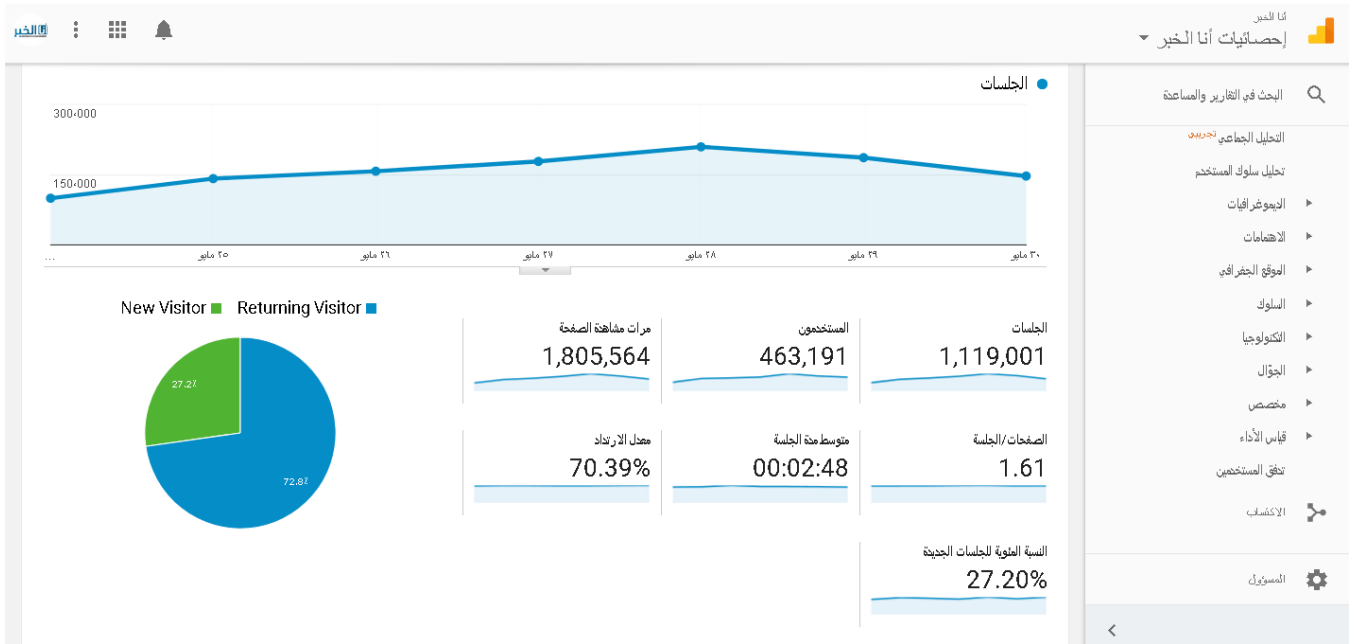 أنا الخبر
إحصائيات أنا الخبر
الخبر
البحث في التقارير والمساعدة
التحليل الجماعي تجريبي
تحليل سلوك المستخدم
الديموغرافيات
الاهتمامات
الموقع الجغرافي
السلوك
التكنولوجيا
الجوّال
مخصص
قياس الأداء
تدفق المستخدمين
الاكتساب
المسؤول
الجلسات
300،000
150،000
... ٢٥ مايو ٢٦ مايو ٢٧ مايو ٢٨ مايو ٢٩ مايو ٣٠ مايو
New Visitor Returning Visitor
27.2٪
72.8٪
الجلسات
1,119,001
المستخدمون
463,191
مرات مشاهدة الصفحة
1,805,564
الصفحات/الجلسة
1.61
متوسط مدة الجلسة
00:02:48
معدل الارتداد
70.39%
النسبة المئوية للجلسات الجديدة
27.20%